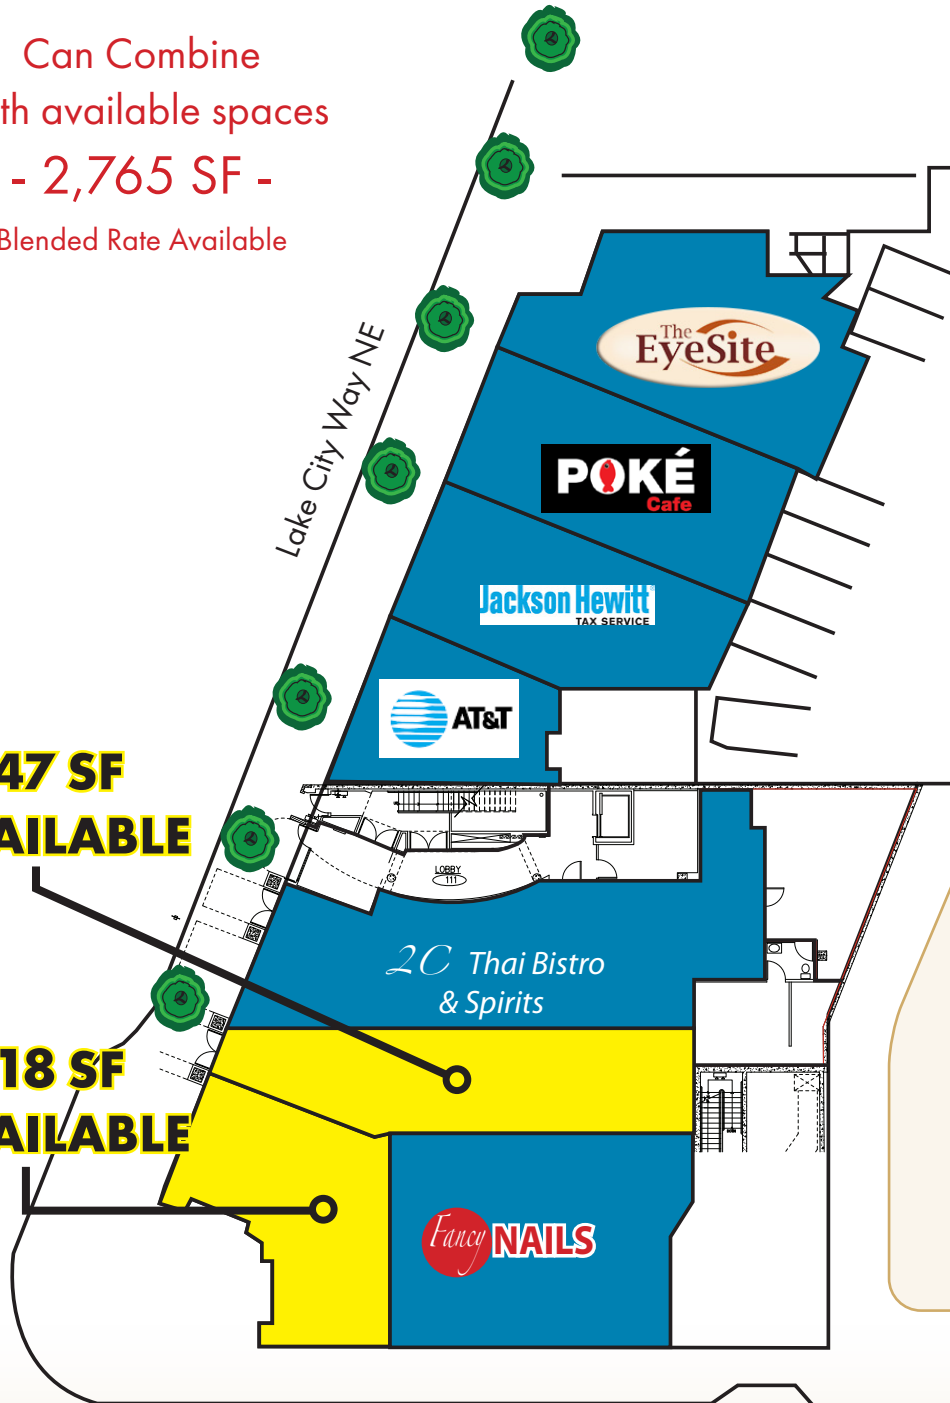 Can Combine
th available spaces
- 2,765 SF -
Blended Rate Available
Lake City Way NE
The
EyeSite
POKÉ
Cafe
Jackson Hewitt
TAX SERVICE
AT&T
47 SF
AILABLE
LOBBY
111
2C Thai Bistro
& Spirits
18 SF
AILABLE
Fancy NAILS